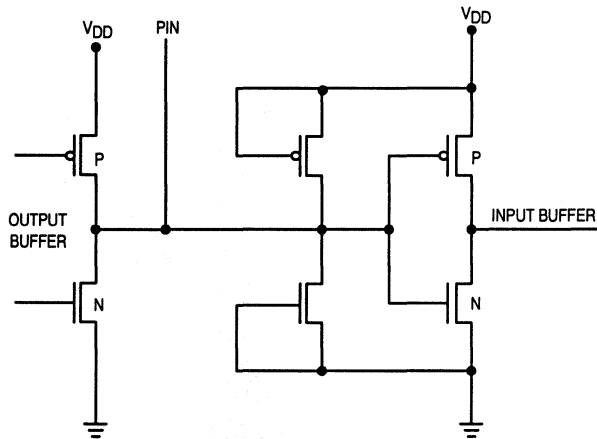 VDD
PIN
VDD
P
P
OUTPUT
BUFFER
INPUT BUFFER
N
N